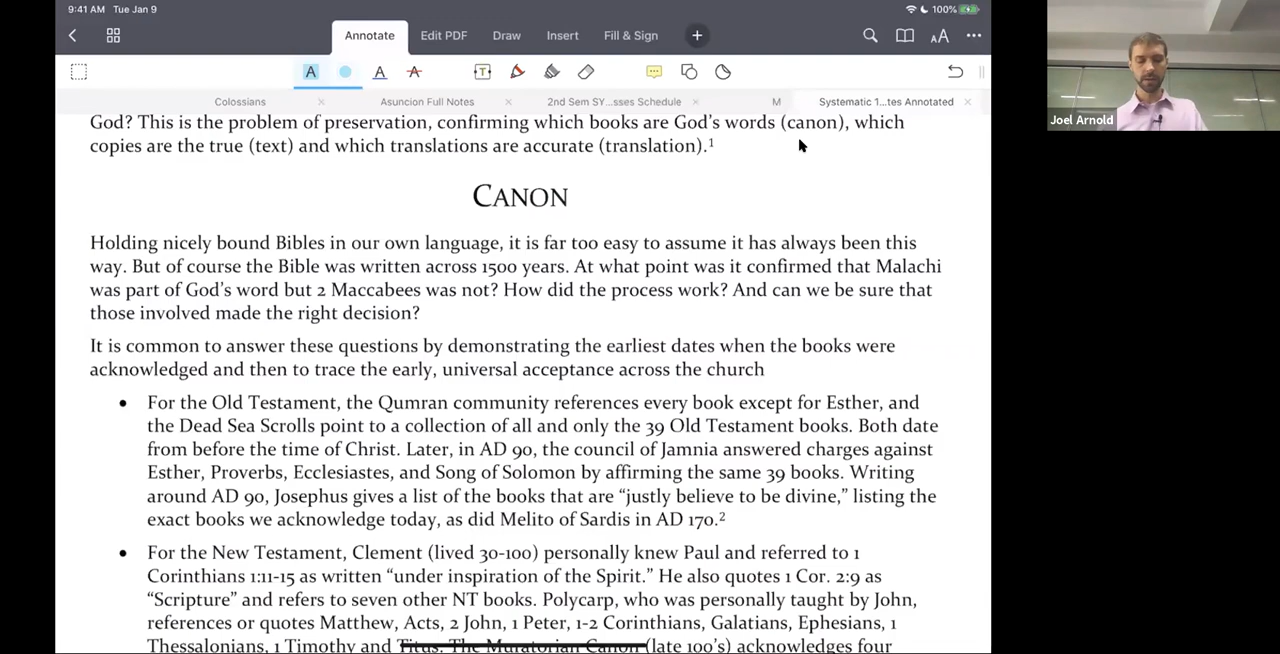 9:41 AM Tue Jan 9
100%
Annotate Edit PDF Draw Insert Fill & Sign
AA
A A A T
Colossians Asuncion Full Notes 2nd Sem SY...sses Schedule M Systematic 1...tes Annotated
Joel Arnold
God? This is the problem of preservation, confirming which books are God's words (canon), which
copies are the true (text) and which translations are accurate (translation).¹
CANON
Holding nicely bound Bibles in our own language, it is far too easy to assume it has always been this
way. But of course the Bible was written across 1500 years. At what point was it confirmed that Malachi
was part of God's word but 2 Maccabees was not? How did the process work? And can we be sure that
those involved made the right decision?
It is common to answer these questions by demonstrating the earliest dates when the books were
acknowledged and then to trace the early, universal acceptance across the church
• For the Old Testament, the Qumran community references every book except for Esther, and
the Dead Sea Scrolls point to a collection of all and only the 39 Old Testament books. Both date
from before the time of Christ. Later, in AD 90, the council of Jamnia answered charges against
Esther, Proverbs, Ecclesiastes, and Song of Solomon by affirming the same 39 books. Writing
around AD 90, Josephus gives a list of the books that are “justly believe to be divine,” listing the
exact books we acknowledge today, as did Melito of Sardis in AD 170.²
• For the New Testament, Clement (lived 30-100) personally knew Paul and referred to 1
Corinthians 1:11-15 as written “under inspiration of the Spirit.” He also quotes 1 Cor. 2:9 as
“Scripture” and refers to seven other NT books. Polycarp, who was personally taught by John,
references or quotes Matthew, Acts, 2 John, 1 Peter, 1-2 Corinthians, Galatians, Ephesians, 1
Thessalonians, 1 Timothy and Titus. The Muratorian Canon (late 100's) acknowledges four